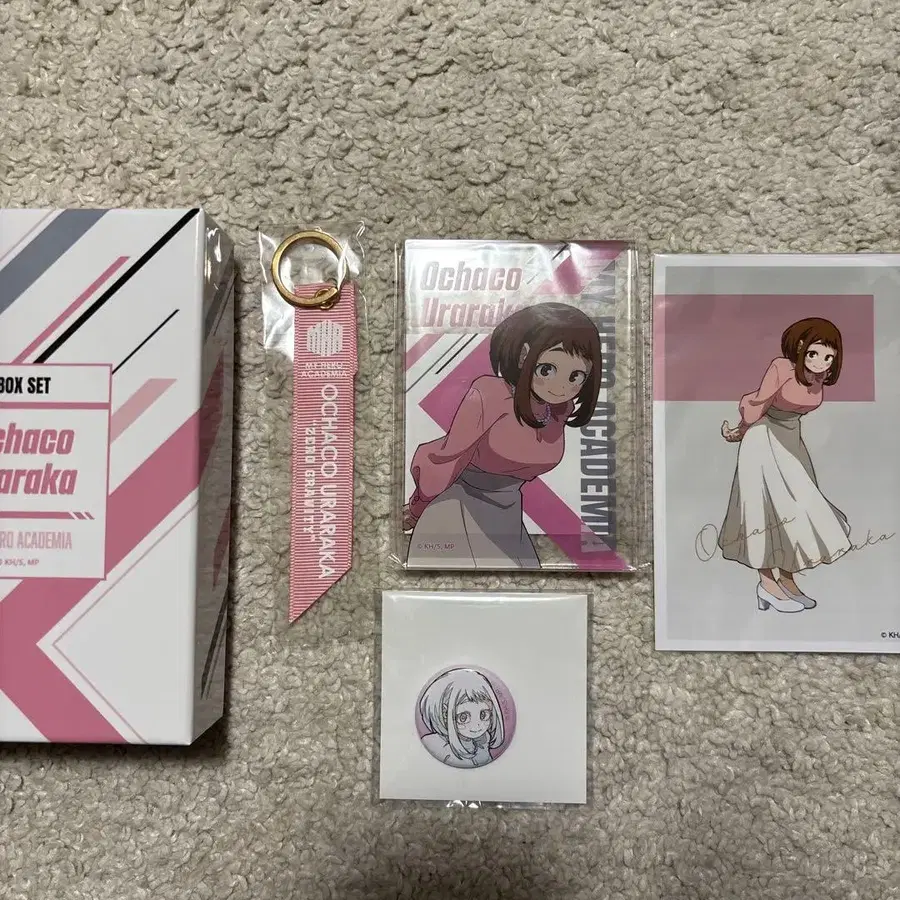 BOX SET
chaco
araka
RO ACADEMIA
KH/S, MP
MY HERO
ACADEMIA
OCHACO URARAKA
"ZERO GRAVITY"
Ochaco
Uraraka
MY HERO ACADEMIA
© KH/S, MP
Ochaco
Uraraka
© KH/